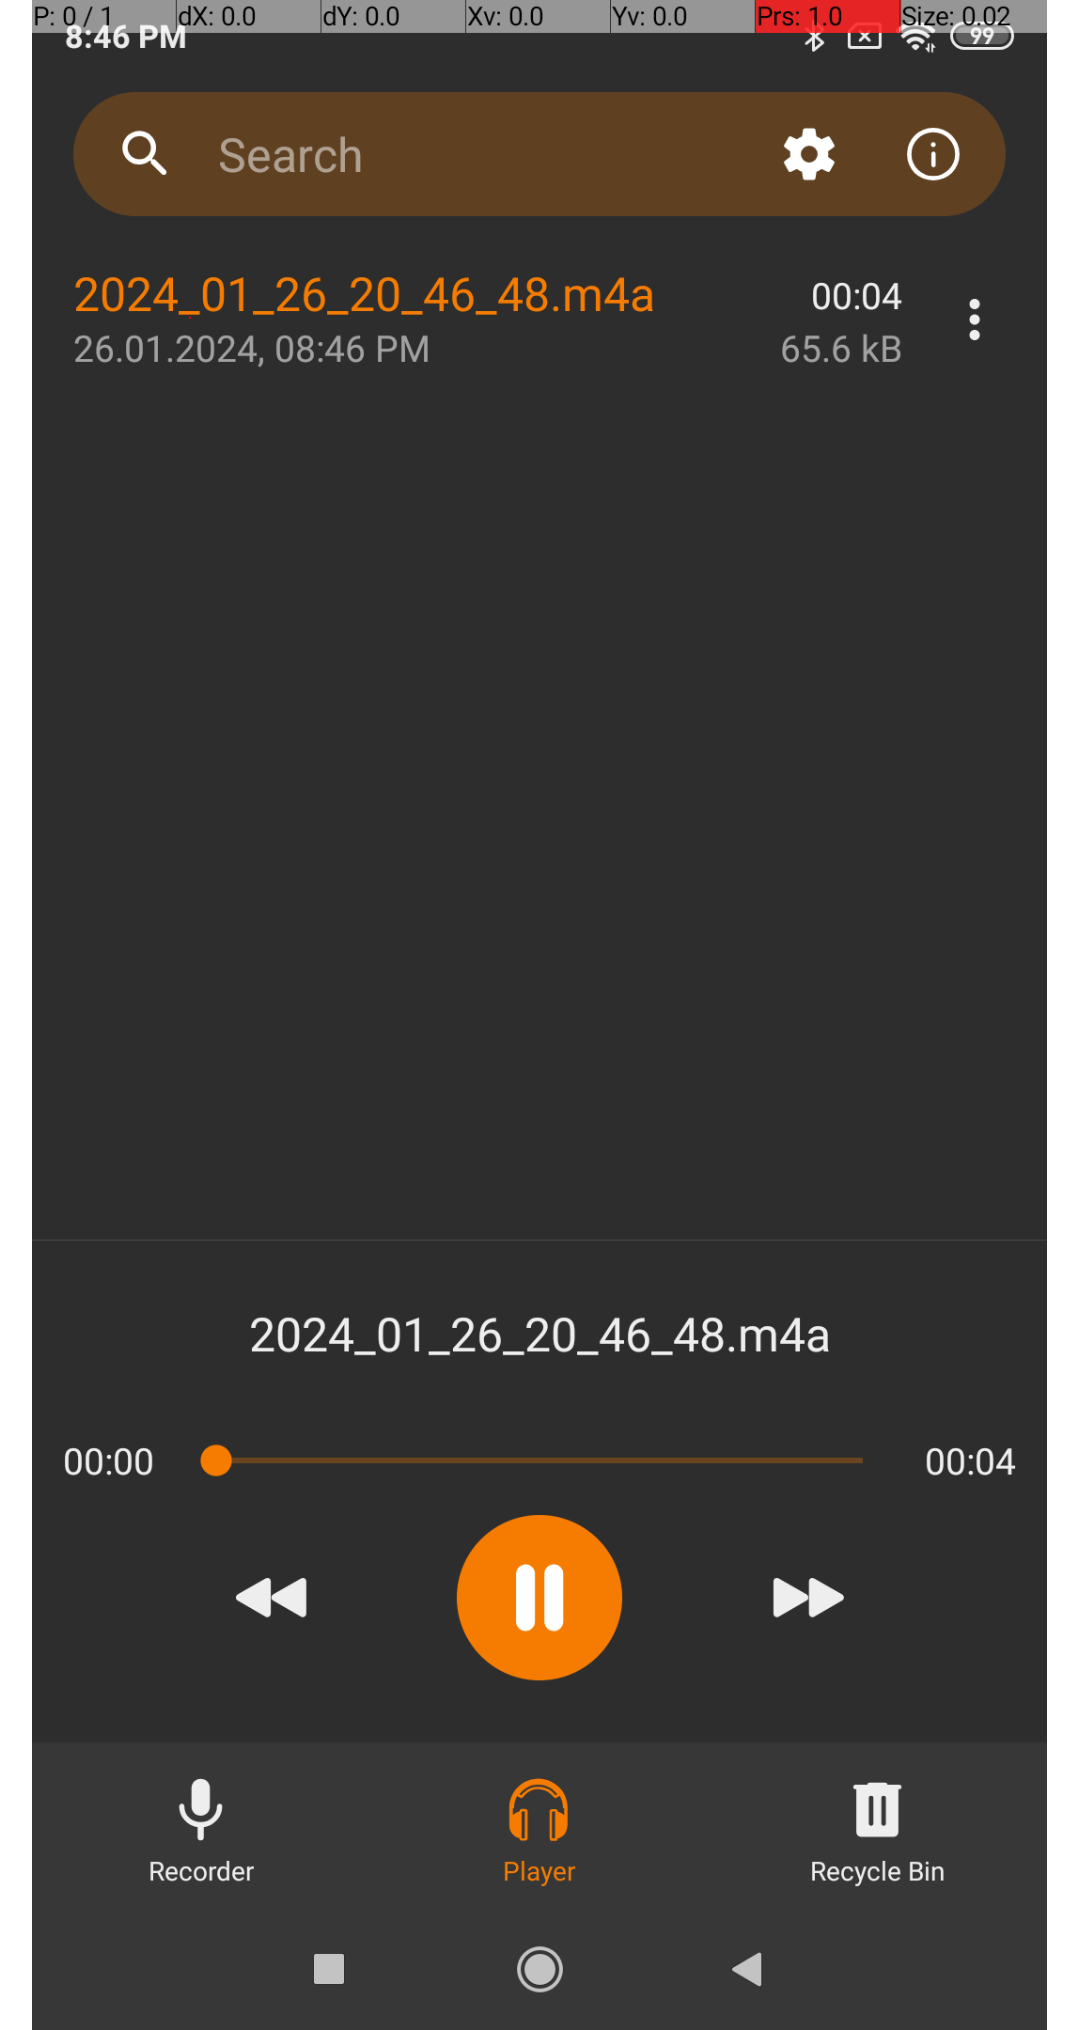 P: 0 / 1 dX: 0.0 dY: 0.0 Xv: 0.0 Yv: 0.0 Prs: 1.0 Size: 0.02
8:46 PM 99
Search
2024_01_26_20_46_48.m4a 00:04
26.01.2024, 08:46 PM 65.6 kB
2024_01_26_20_46_48.m4a
00:00 00:04
Recorder Player Recycle Bin